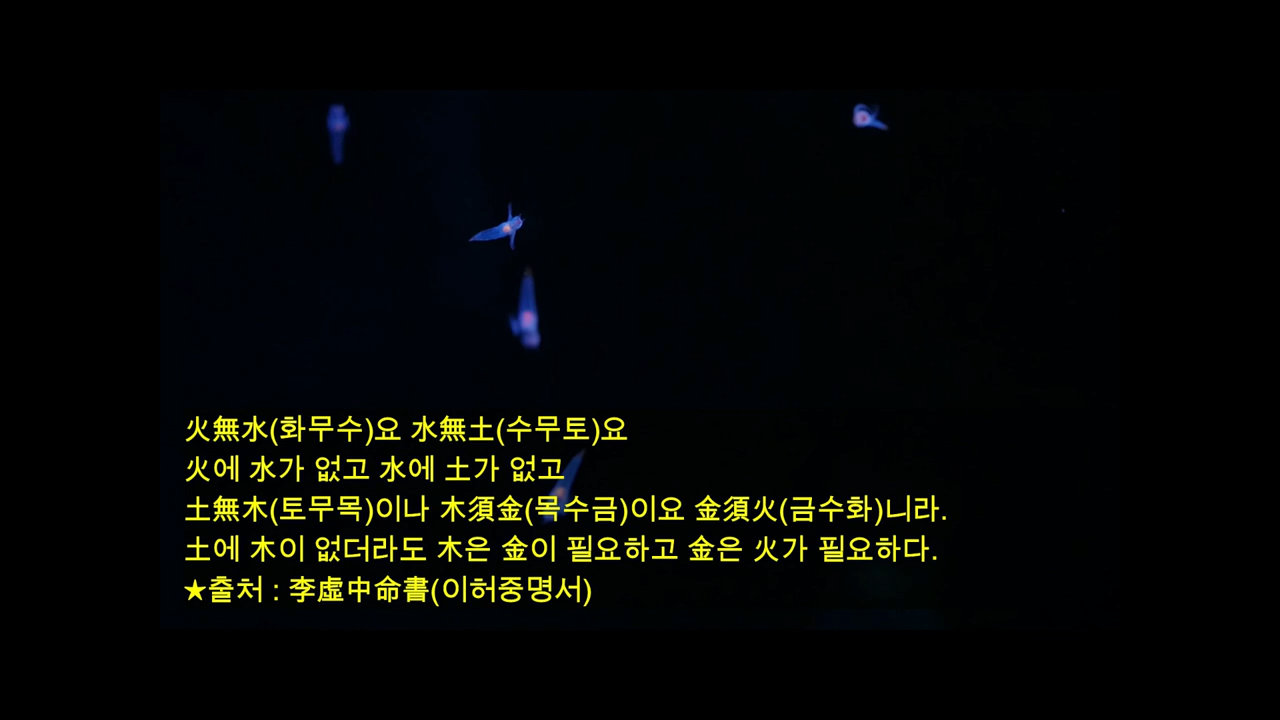 火無水(화무수)요 水無土(수무토)요
火에 水가 없고 水에 土가 없고
土無木(토무목)이나 木須金(목수금)이요 金須火(금수화)니라.
土에 木이 없더라도 木은 金이 필요하고 金은 火가 필요하다.
★출처 : 李虛中命書(이허중명서)